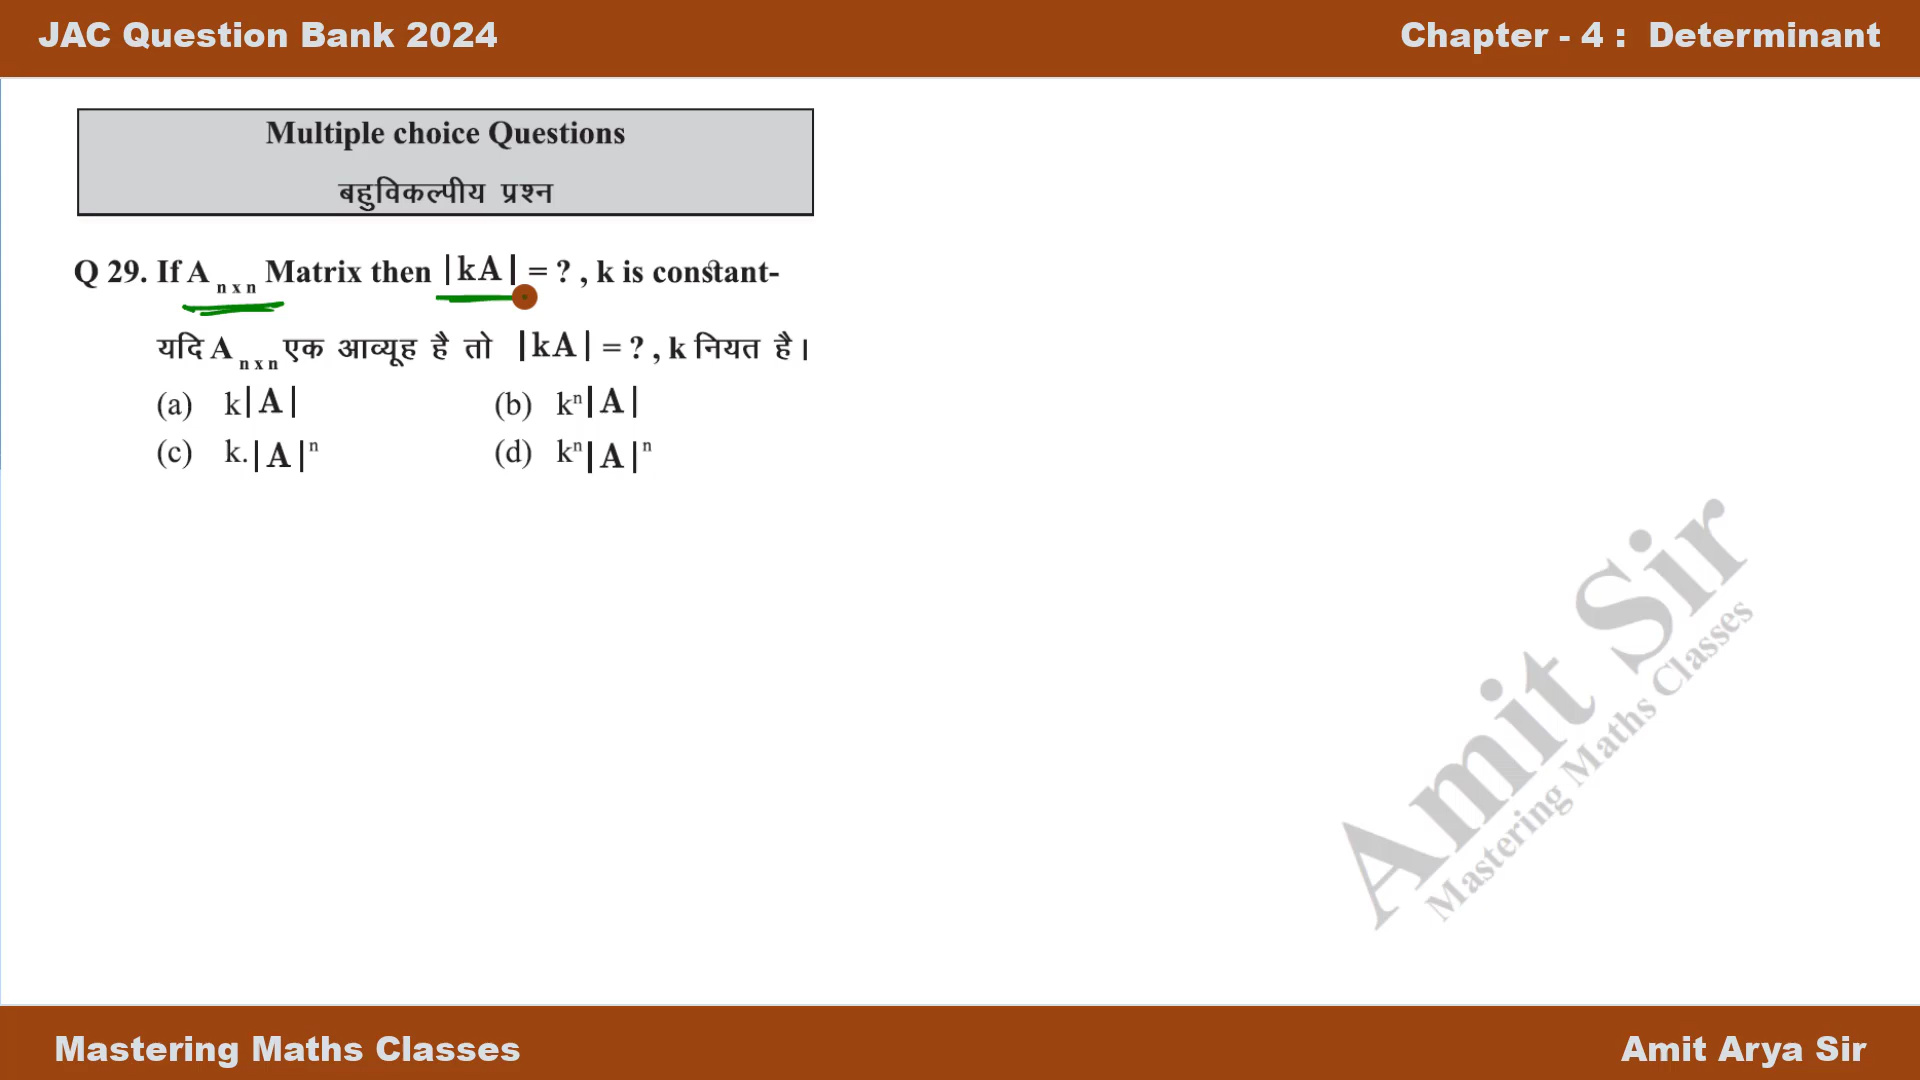 JAC Question Bank 2024
Chapter - 4 : Determinant
Multiple choice Questions
बहुविकल्पीय प्रश्न
Q 29. If A n x n Matrix then |kA| = ? , k is constant-
यदि A n x n एक आव्यूह है तो |kA| = ? , k नियत है।
(a) k|A| (b) kⁿ|A|
(c) k.|A|ⁿ (d) kⁿ|A|ⁿ
Amit Sir
Mastering Maths Classes
Mastering Maths Classes
Amit Arya Sir